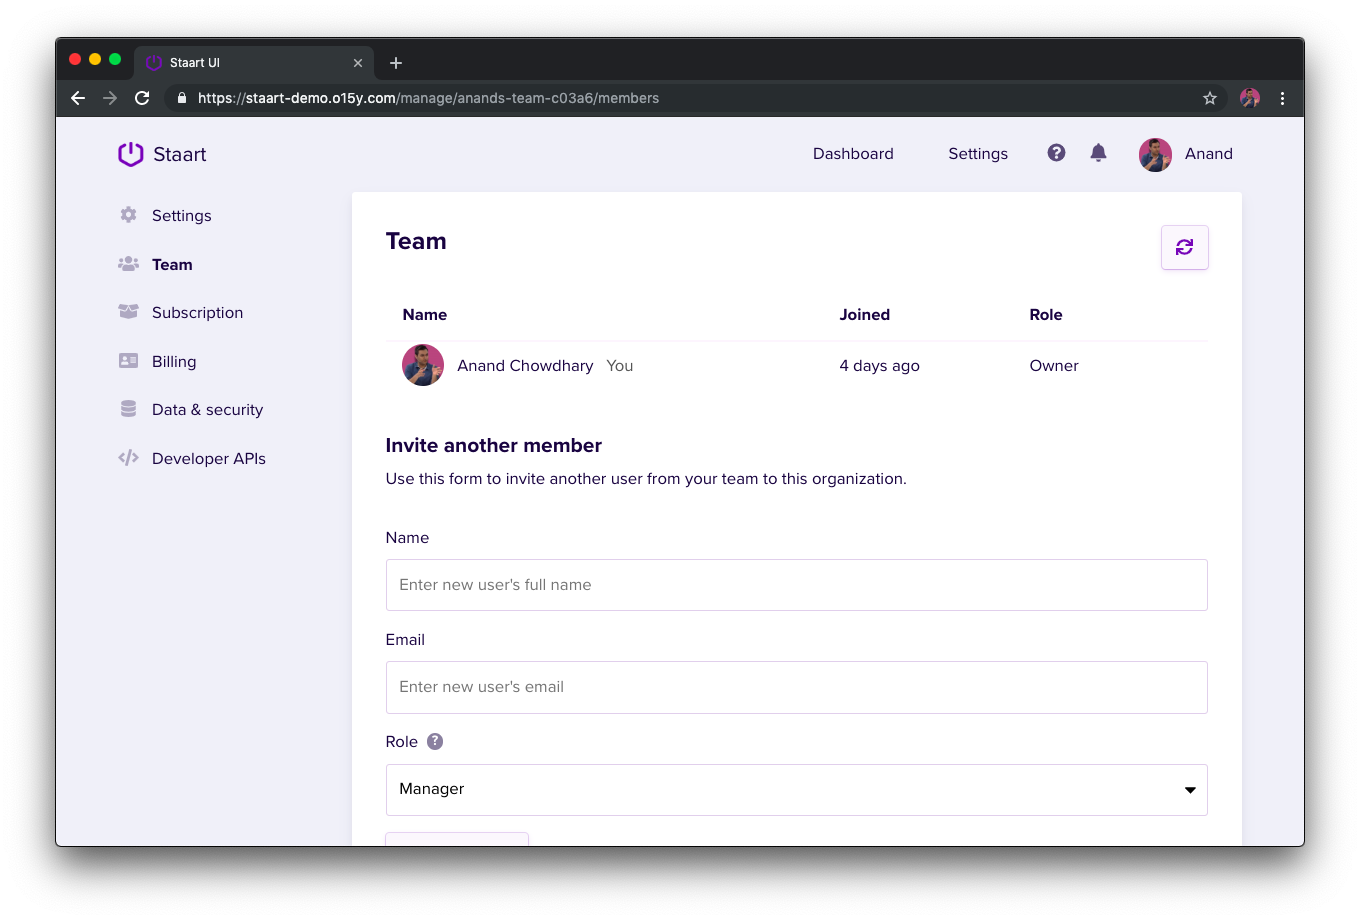 Staart UI
https://staart-demo.o15y.com/manage/anands-team-c03a6/members
Staart
Dashboard
Settings
Anand
Settings
Team
Subscription
Billing
Data & security
Developer APIs
Team
Name Joined Role
Anand Chowdhary You 4 days ago Owner
Invite another member
Use this form to invite another user from your team to this organization.
Name
Enter new user's full name
Email
Enter new user's email
Role ?
Manager